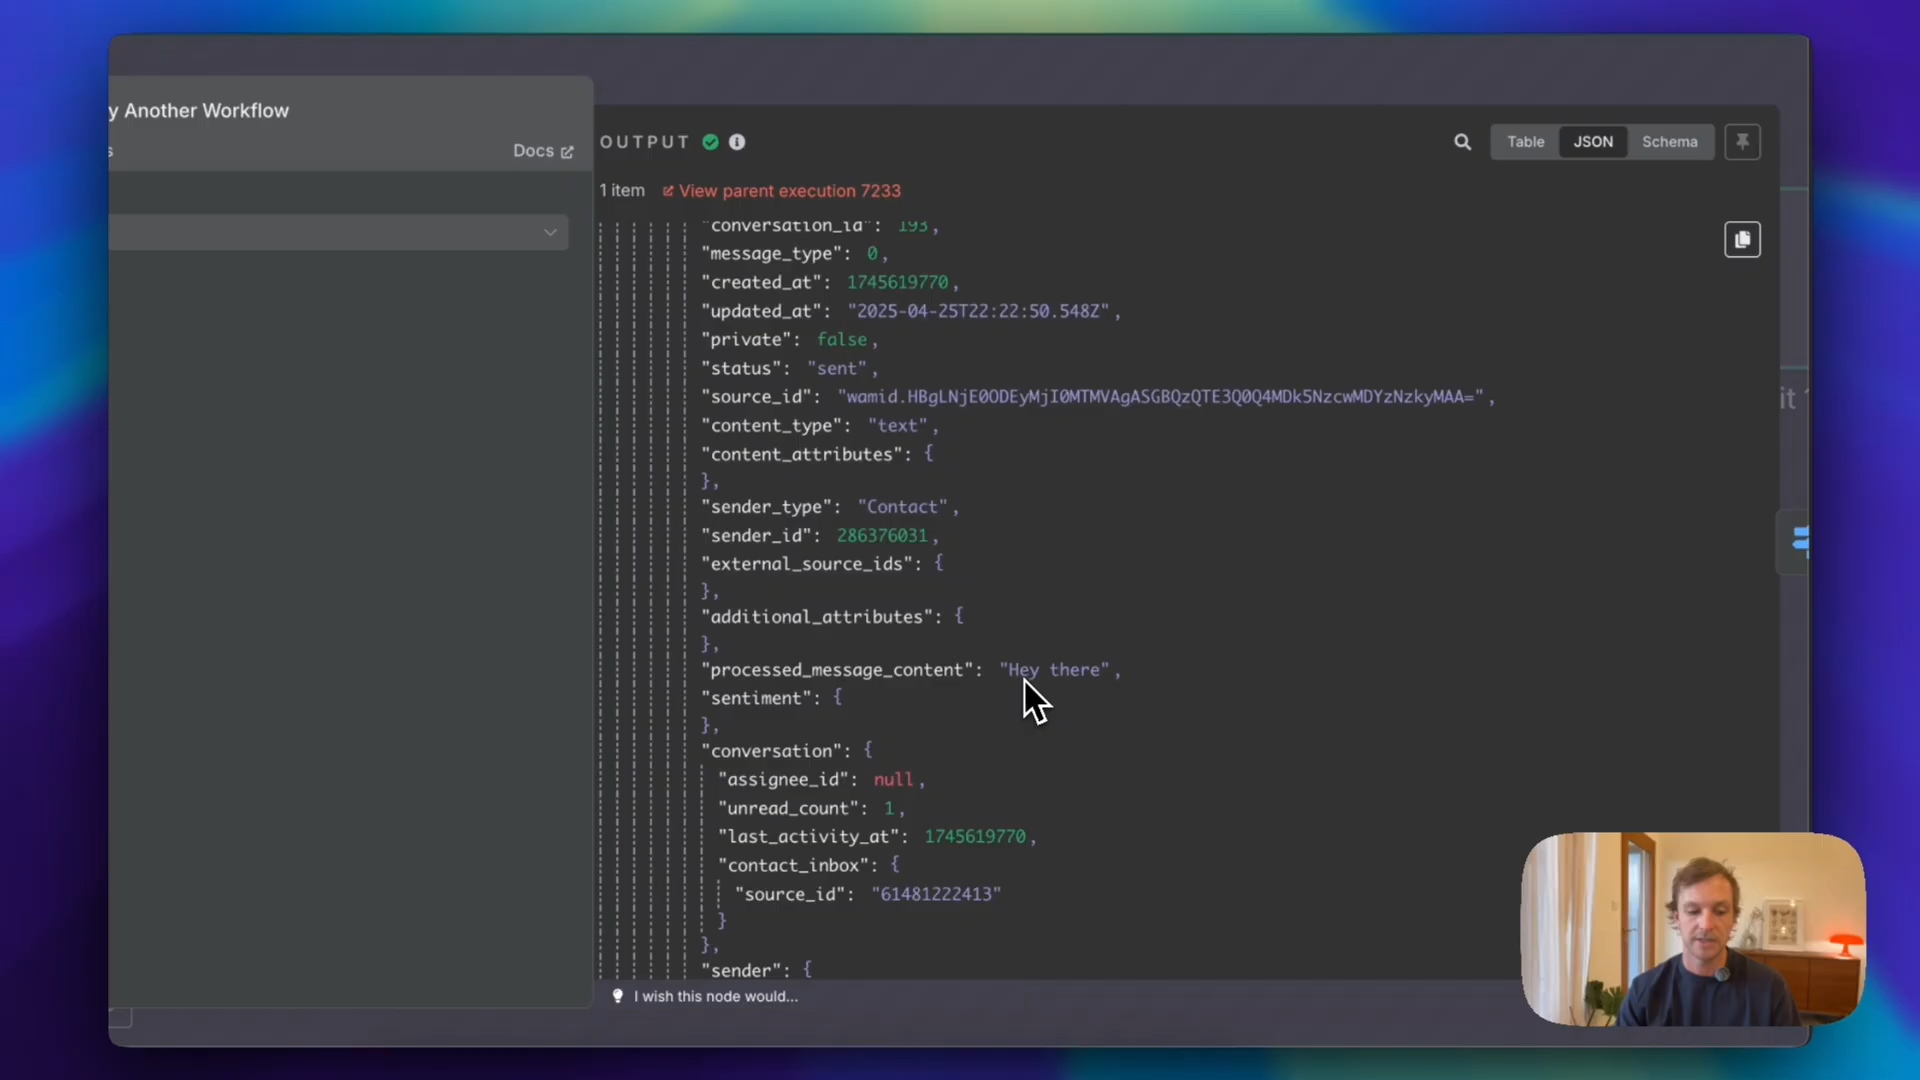 y Another Workflow
s
Docs
OUTPUT
Table
JSON
Schema
1 item
View parent execution 7233
"conversation_id": 193,
"message_type": 0,
"created_at": 1745619770,
"updated_at": "2025-04-25T22:22:50.548Z",
"private": false,
"status": "sent",
"source_id": "wamid.HBgLNjE0ODEyMjI0MTMVAgASGBQzQTE3Q0Q4MDk5NzcwMDYzNzkyMAA=",
"content_type": "text",
"content_attributes": {
},
"sender_type": "Contact",
"sender_id": 286376031,
"external_source_ids": {
},
"additional_attributes": {
},
"processed_message_content": "Hey there",
"sentiment": {
},
"conversation": {
"assignee_id": null,
"unread_count": 1,
"last_activity_at": 1745619770,
"contact_inbox": {
"source_id": "61481222413"
}
},
"sender": {
I wish this node would...
it